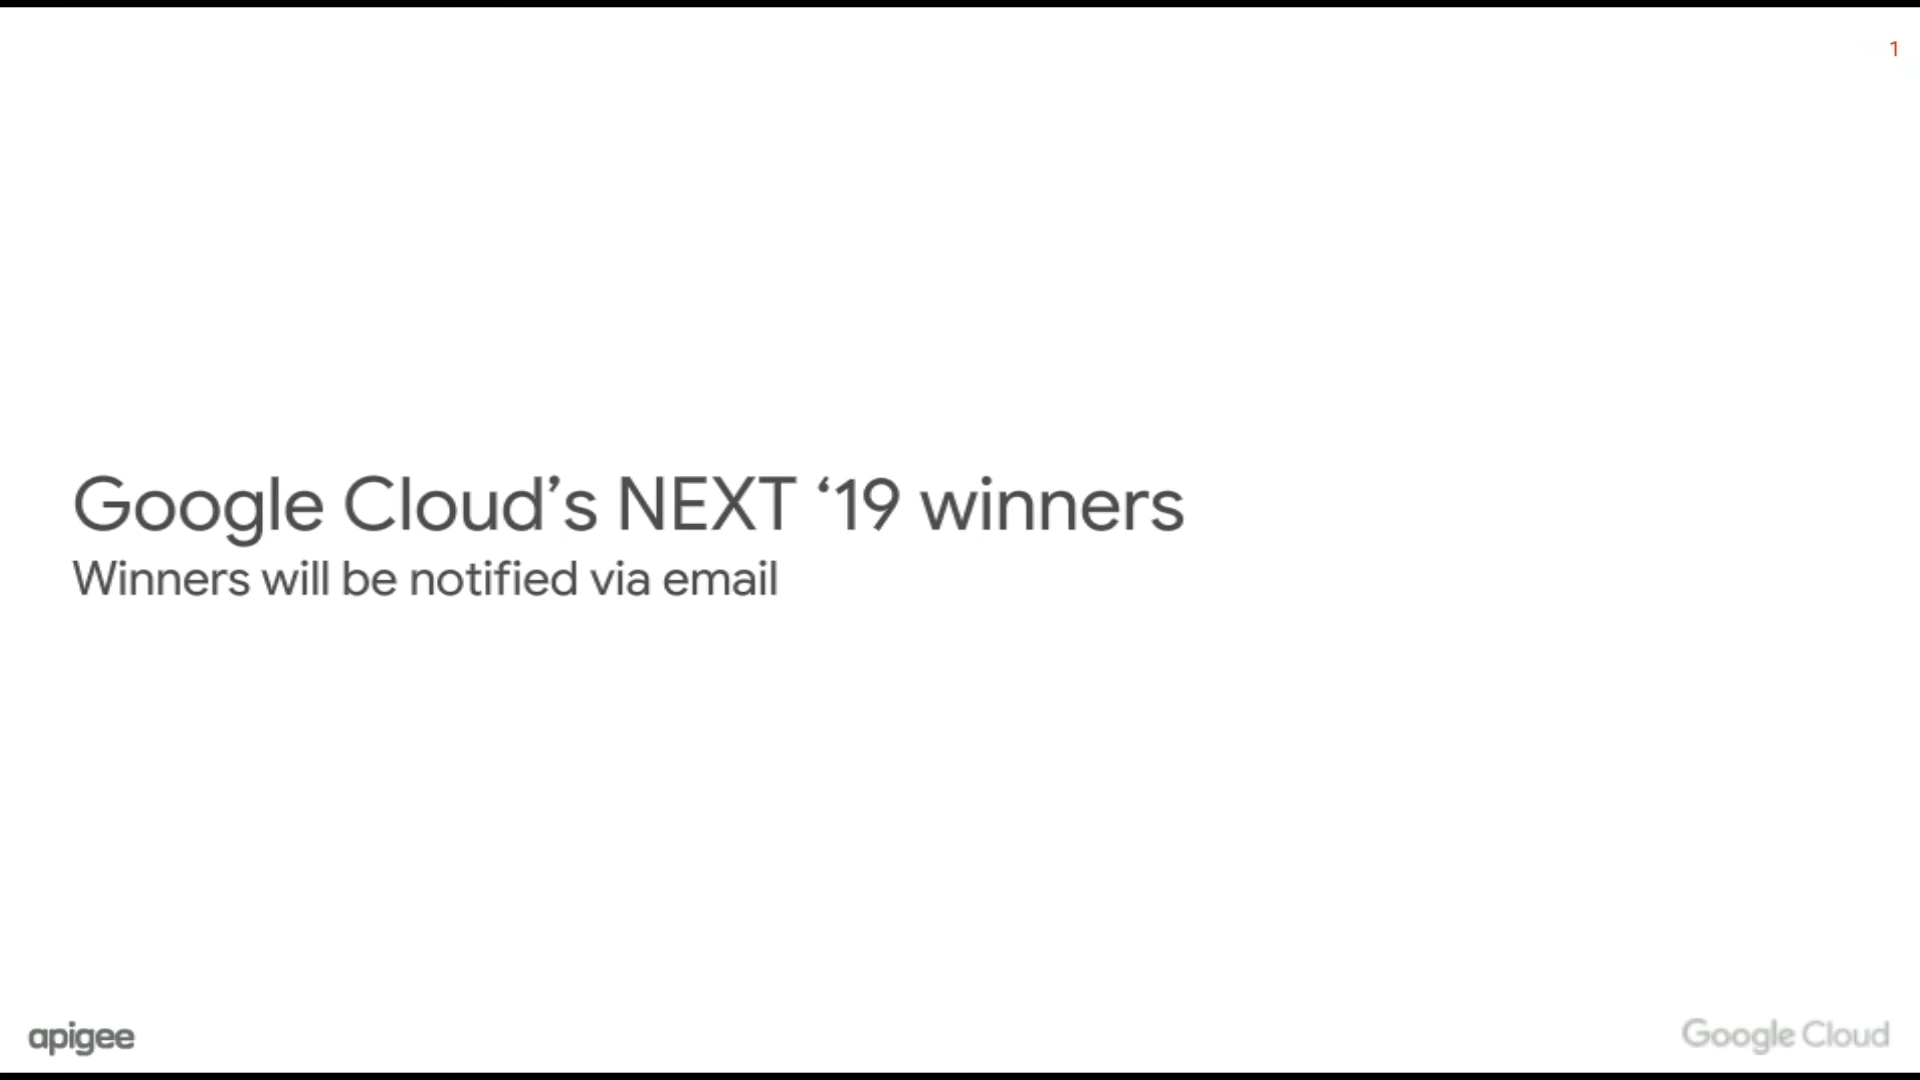 1
Google Cloud’s NEXT ‘19 winners
Winners will be notified via email
apigee
Google Cloud